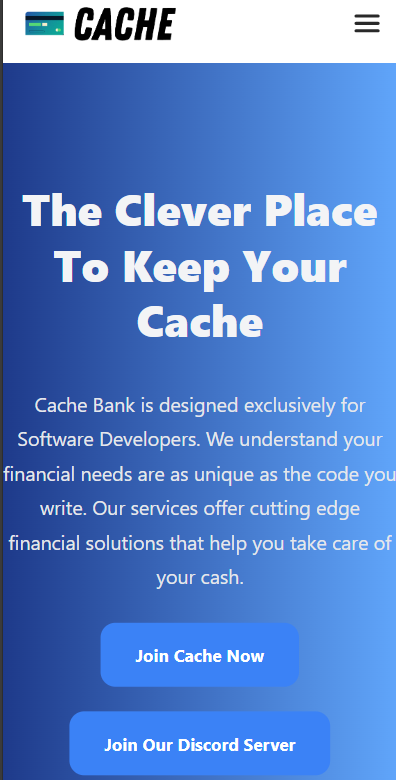 CACHE
The Clever Place
To Keep Your
Cache
Cache Bank is designed exclusively for
Software Developers. We understand your
financial needs are as unique as the code you
write. Our services offer cutting edge
financial solutions that help you take care of
your cash.
Join Cache Now
Join Our Discord Server